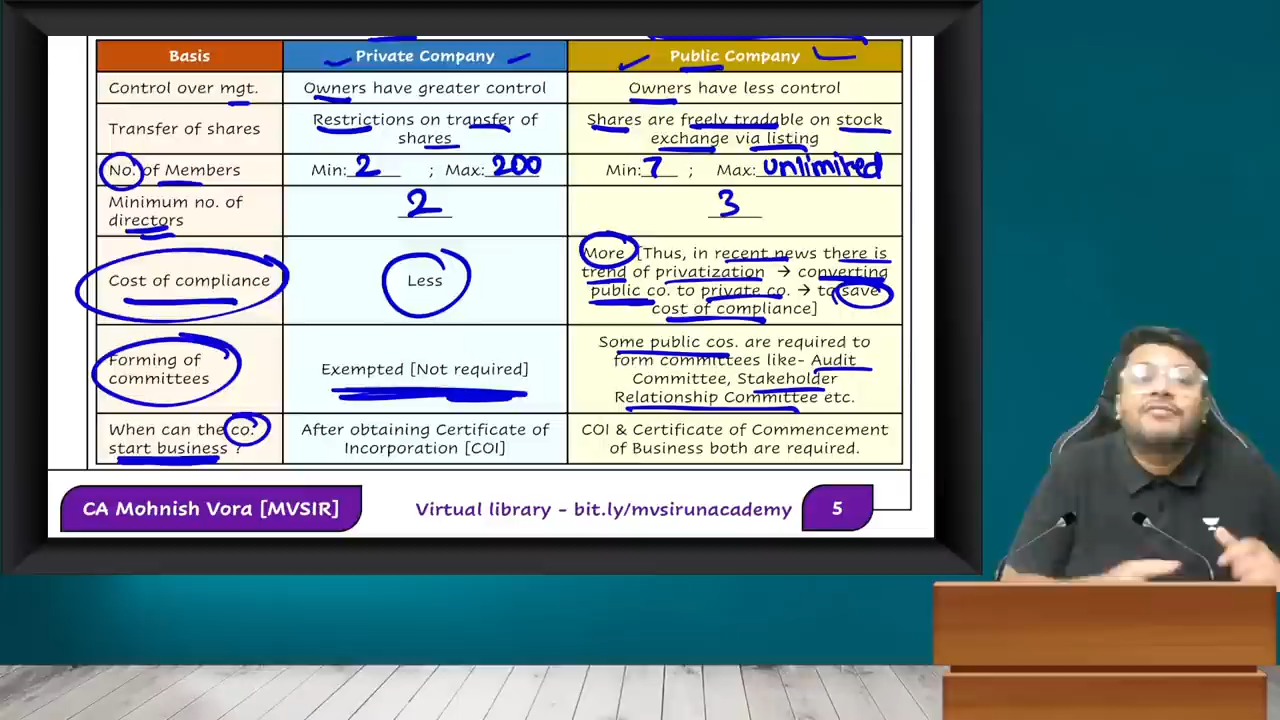 Basis
Private Company
Public Company
Control over mgt.
Owners have greater control
Owners have less control
Transfer of shares
Restrictions on transfer of
shares
Shares are freely tradable on stock
exchange via listing
No. of Members
Min: 2 ; Max: 200
Min: 7 ; Max: unlimited
Minimum no. of
directors
2
3
Cost of compliance
Less
More [Thus, in recent news there is
trend of privatization → converting
public co. to private co. → to save
cost of compliance]
Forming of
committees
Exempted [Not required]
Some public cos. are required to
form committees like- Audit
Committee, Stakeholder
Relationship Committee etc.
When can the co.
start business ?
After obtaining Certificate of
Incorporation [COI]
COI & Certificate of Commencement
of Business both are required.
CA Mohnish Vora [MVSIR]
Virtual library - bit.ly/mvsirunacademy
5